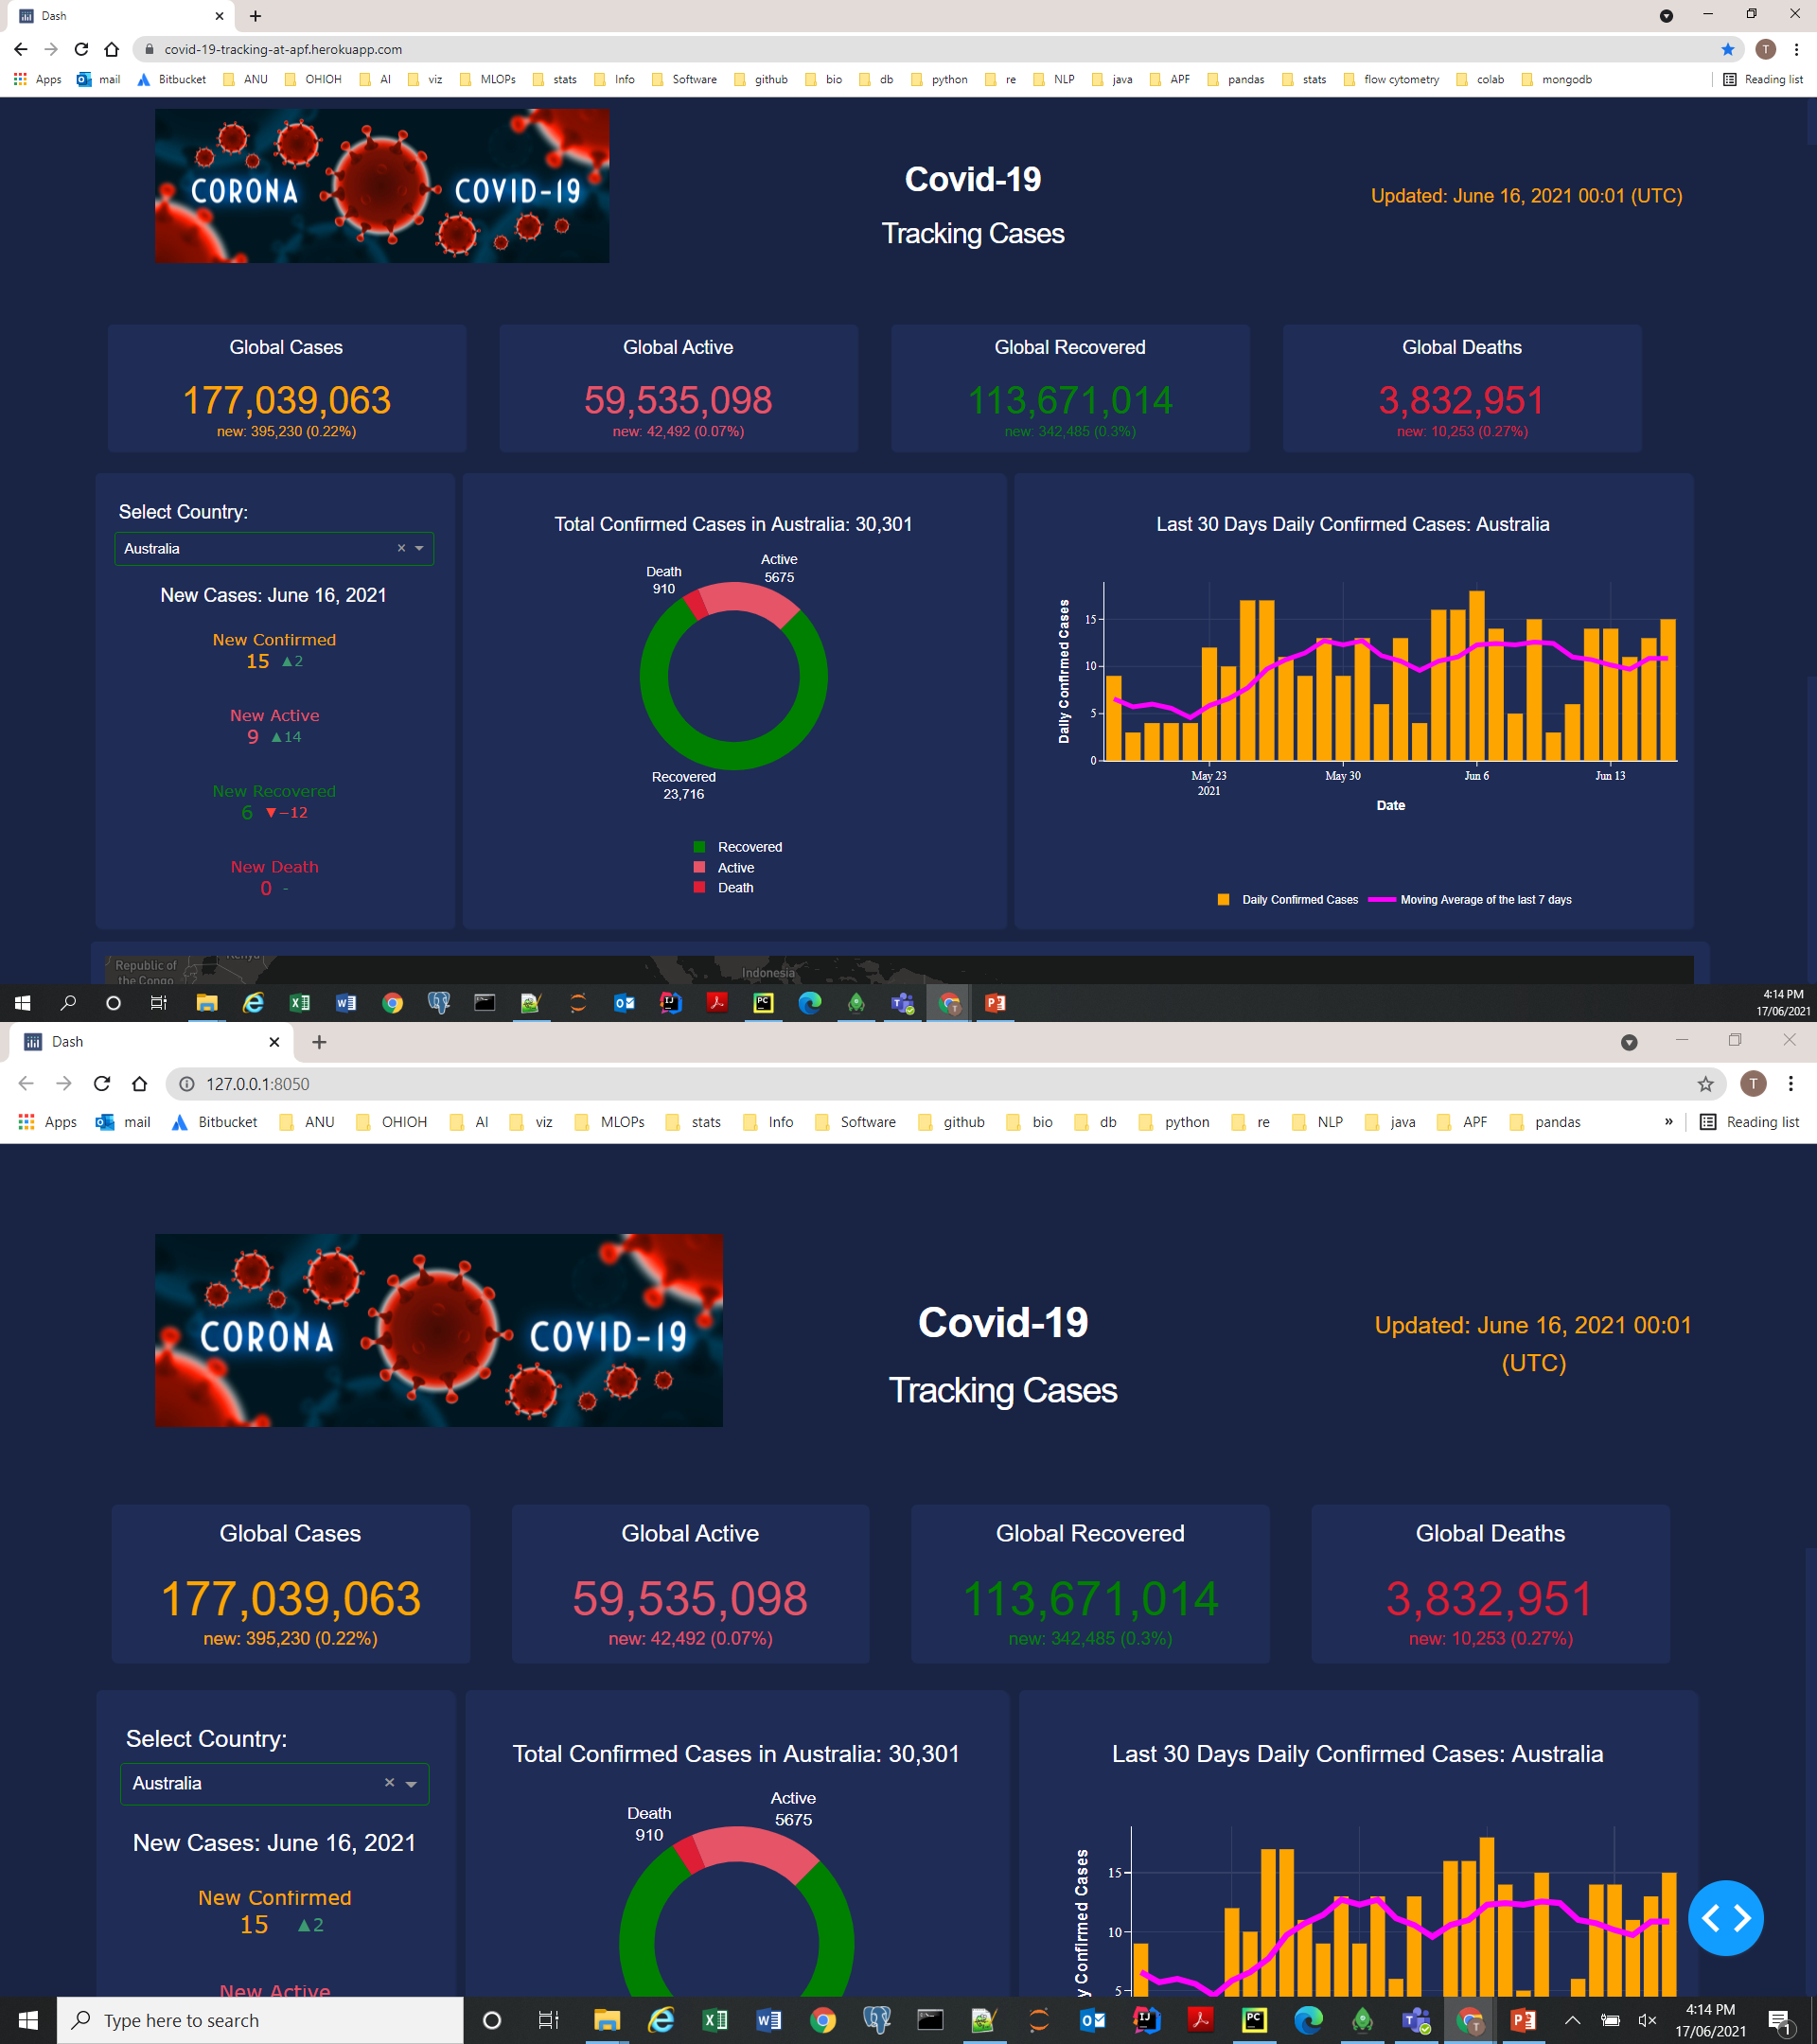 Dash
covid-19-tracking-at-apf.herokuapp.com
T
Apps mail Bitbucket ANU OHIOH AI viz MLOPs stats Info Software github bio db python re NLP java APF pandas stats flow cytometry colab mongodb Reading list
CORONA COVID-19
Covid-19
Tracking Cases
Updated: June 16, 2021 00:01 (UTC)
Global Cases
177,039,063
new: 395,230 (0.22%)
Global Active
59,535,098
new: 42,492 (0.07%)
Global Recovered
113,671,014
new: 342,485 (0.3%)
Global Deaths
3,832,951
new: 10,253 (0.27%)
Select Country:
Australia
New Cases: June 16, 2021
New Confirmed
15 ▲2
New Active
9 ▲14
New Recovered
6 ▼−12
New Death
0 -
Total Confirmed Cases in Australia: 30,301
Active
5675
Death
910
Recovered
23,716
Recovered
Active
Death
Last 30 Days Daily Confirmed Cases: Australia
Daily Confirmed Cases
15
10
5
0
May 23
2021
May 30
Jun 6
Jun 13
Date
Daily Confirmed Cases Moving Average of the last 7 days
Republic of
the Congo
Kenya
Indonesia
4:14 PM
17/06/2021
Dash
127.0.0.1:8050
T
Apps mail Bitbucket ANU OHIOH AI viz MLOPs stats Info Software github bio db python re NLP java APF pandas » Reading list
CORONA COVID-19
Covid-19
Tracking Cases
Updated: June 16, 2021 00:01
(UTC)
Global Cases
177,039,063
new: 395,230 (0.22%)
Global Active
59,535,098
new: 42,492 (0.07%)
Global Recovered
113,671,014
new: 342,485 (0.3%)
Global Deaths
3,832,951
new: 10,253 (0.27%)
Select Country:
Australia
New Cases: June 16, 2021
New Confirmed
15 ▲2
New Active
Total Confirmed Cases in Australia: 30,301
Active
5675
Death
910
Last 30 Days Daily Confirmed Cases: Australia
y Confirmed Cases
15
10
5
Type here to search
4:14 PM
17/06/2021
1